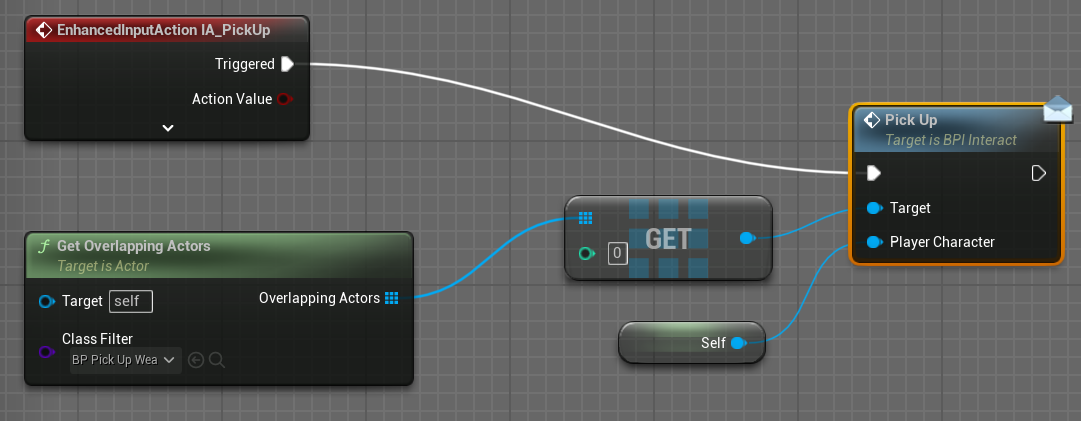 EnhancedInputAction IA_PickUp
Triggered
Action Value
Pick Up
Target is BPI Interact
Target
Player Character
Get Overlapping Actors
Target is Actor
Target self
Overlapping Actors
Class Filter
BP Pick Up Wea
GET
0
Self